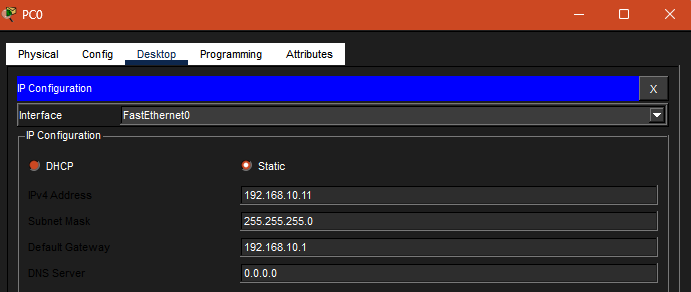 PC0
Physical Config Desktop Programming Attributes
IP Configuration X
Interface FastEthernet0
IP Configuration
DHCP Static
IPv4 Address 192.168.10.11
Subnet Mask 255.255.255.0
Default Gateway 192.168.10.1
DNS Server 0.0.0.0